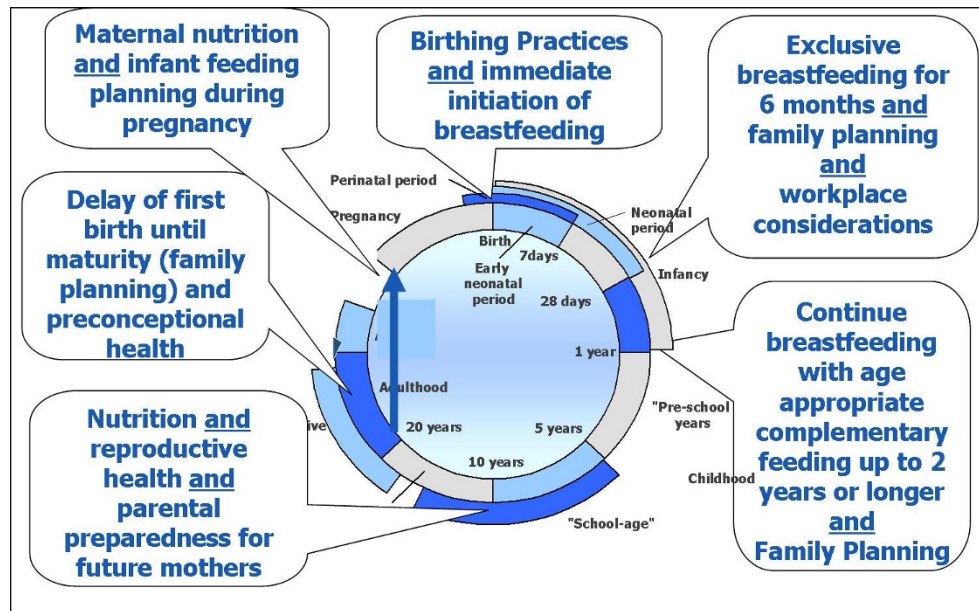 Maternal nutrition
and infant feeding
planning during
pregnancy
Birthing Practices
and immediate
initiation of
breastfeeding
Exclusive
breastfeeding for
6 months and
family planning
and
workplace
considerations
Delay of first
birth until
maturity (family
planning) and
preconceptional
health
Nutrition and
reproductive
health and
parental
preparedness for
future mothers
Continue
breastfeeding
with age
appropriate
complementary
feeding up to 2
years or longer
and
Family Planning
Perinatal period
Pregnancy
Birth
Early
neonatal
period
7days
Neonatal
period
28 days
Infancy
1 year
"Pre-school
years
5 years
Childhood
10 years
"School-age"
20 years
Adulthood